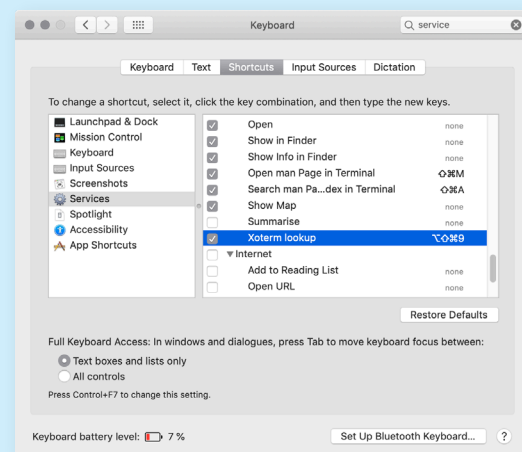 Keyboard
service
Keyboard Text Shortcuts Input Sources Dictation
To change a shortcut, select it, click the key combination, and then type the new keys.
Launchpad & Dock
Mission Control
Keyboard
Input Sources
Screenshots
Services
Spotlight
Accessibility
App Shortcuts
Open none
Show in Finder none
Show Info in Finder none
Open man Page in Terminal ⇧⌘M
Search man Pa...dex in Terminal ⇧⌘A
Show Map none
Summarise none
Xoterm lookup ⌥⇧⌘9
Internet
Add to Reading List none
Open URL none
Restore Defaults
Full Keyboard Access: In windows and dialogues, press Tab to move keyboard focus between:
Text boxes and lists only
All controls
Press Control+F7 to change this setting.
Keyboard battery level: 7 %
Set Up Bluetooth Keyboard... ?